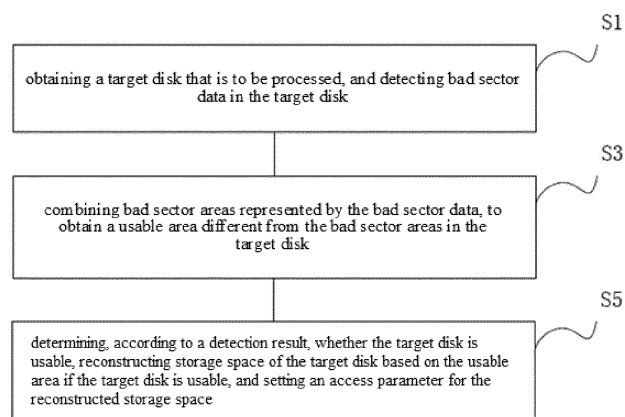 S1
obtaining a target disk that is to be processed, and detecting bad sector
data in the target disk
S3
combining bad sector areas represented by the bad sector data, to
obtain a usable area different from the bad sector areas in the
target disk
S5
determining, according to a detection result, whether the target disk is
usable, reconstructing storage space of the target disk based on the usable
area if the target disk is usable, and setting an access parameter for the
reconstructed storage space